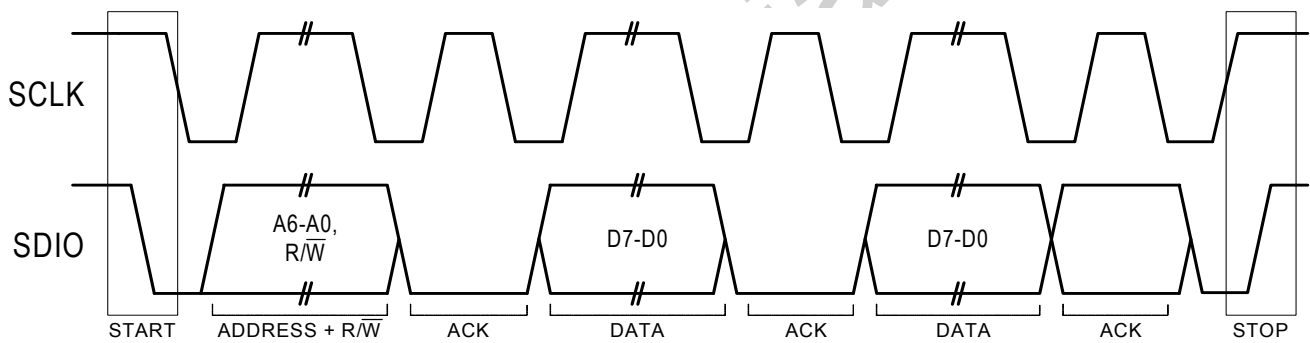 SCLK
SDIO
A6-A0,
R/W̅
D7-D0
D7-D0
START
ADDRESS + R/W̅
ACK
DATA
ACK
DATA
ACK
STOP